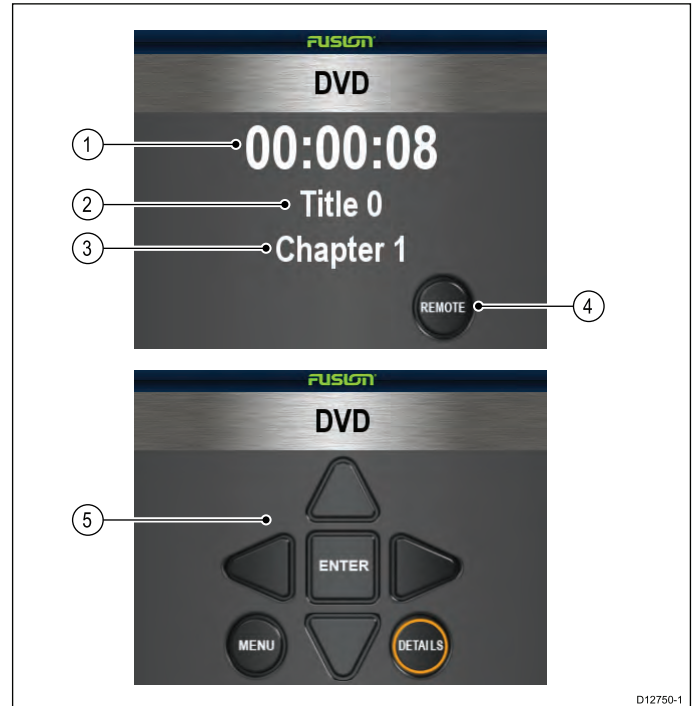 FUSION
DVD
1
00:00:08
2
Title 0
3
Chapter 1
REMOTE
4
FUSION
DVD
5
ENTER
MENU
DETAILS
D12750-1